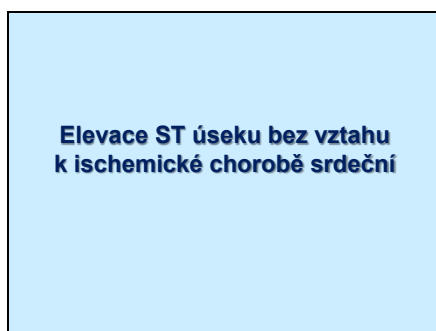 Elevace ST úseku bez vztahu
k ischemické chorobě srdeční